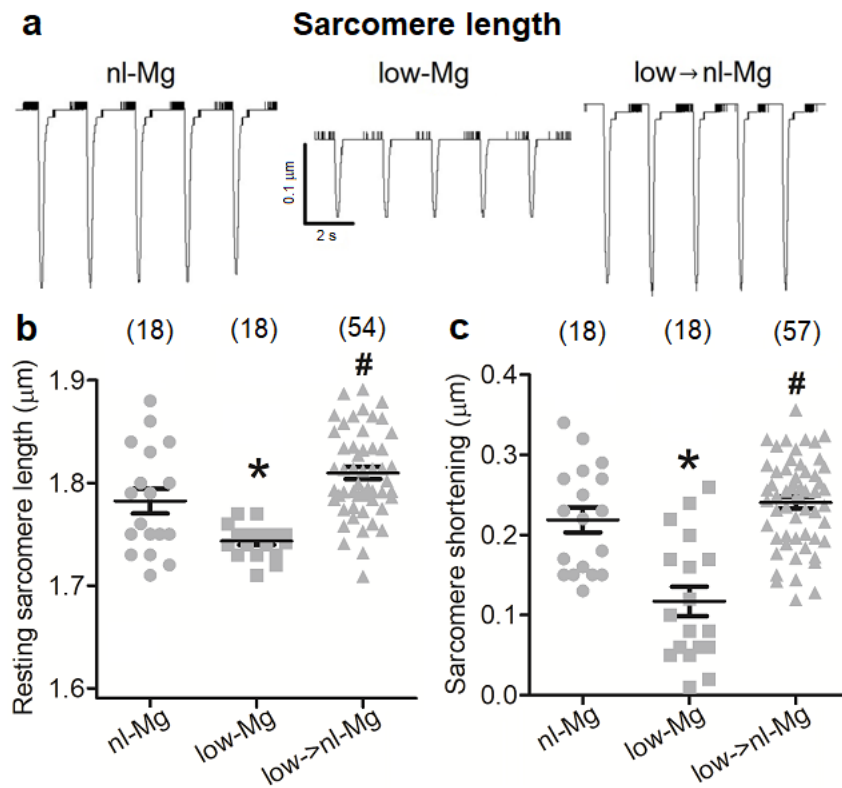 a Sarcomere length
nl-Mg low-Mg low→nl-Mg
0.1 μm
2 s
b (18) (18) (54)
Resting sarcomere length (μm)
1.9
1.8
1.7
1.6
* #
nl-Mg low-Mg low->nl-Mg
c (18) (18) (57)
Sarcomere shortening (μm)
0.4
0.3
0.2
0.1
0.0
* #
nl-Mg low-Mg low->nl-Mg